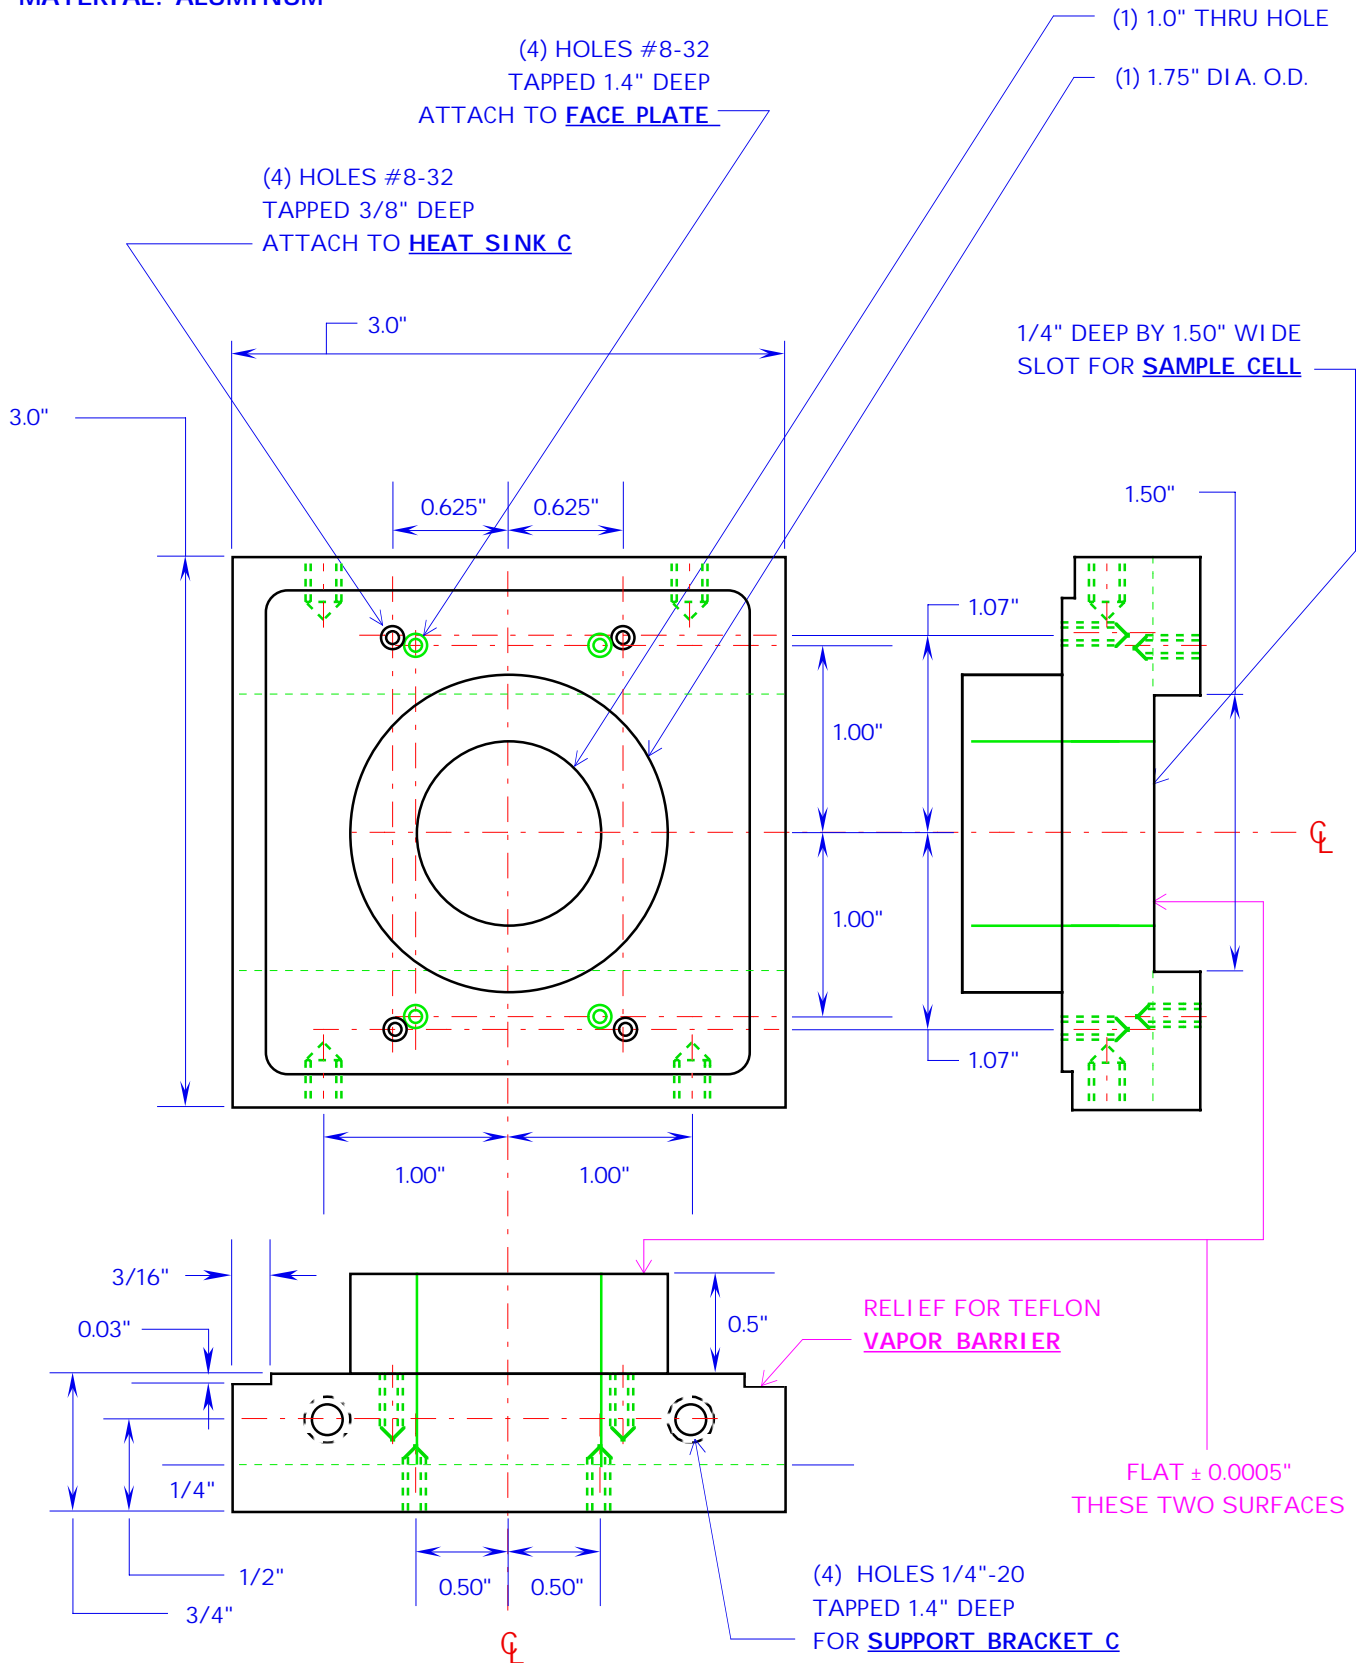 MATERIAL: ALUMINUM
(1) 1.0" THRU HOLE
(4) HOLES #8-32
TAPPED 1.4" DEEP
ATTACH TO FACE PLATE
(1) 1.75" DIA. O.D.
(4) HOLES #8-32
TAPPED 3/8" DEEP
ATTACH TO HEAT SINK C
3.0"
1/4" DEEP BY 1.50" WIDE
SLOT FOR SAMPLE CELL
3.0"
0.625"
0.625"
1.50"
1.07"
1.00"
℄
1.00"
1.07"
1.00"
1.00"
3/16"
0.03"
0.5"
RELIEF FOR TEFLON
VAPOR BARRIER
1/4"
FLAT ± 0.0005"
THESE TWO SURFACES
1/2"
3/4"
0.50"
0.50"
(4) HOLES 1/4"-20
TAPPED 1.4" DEEP
FOR SUPPORT BRACKET C
℄